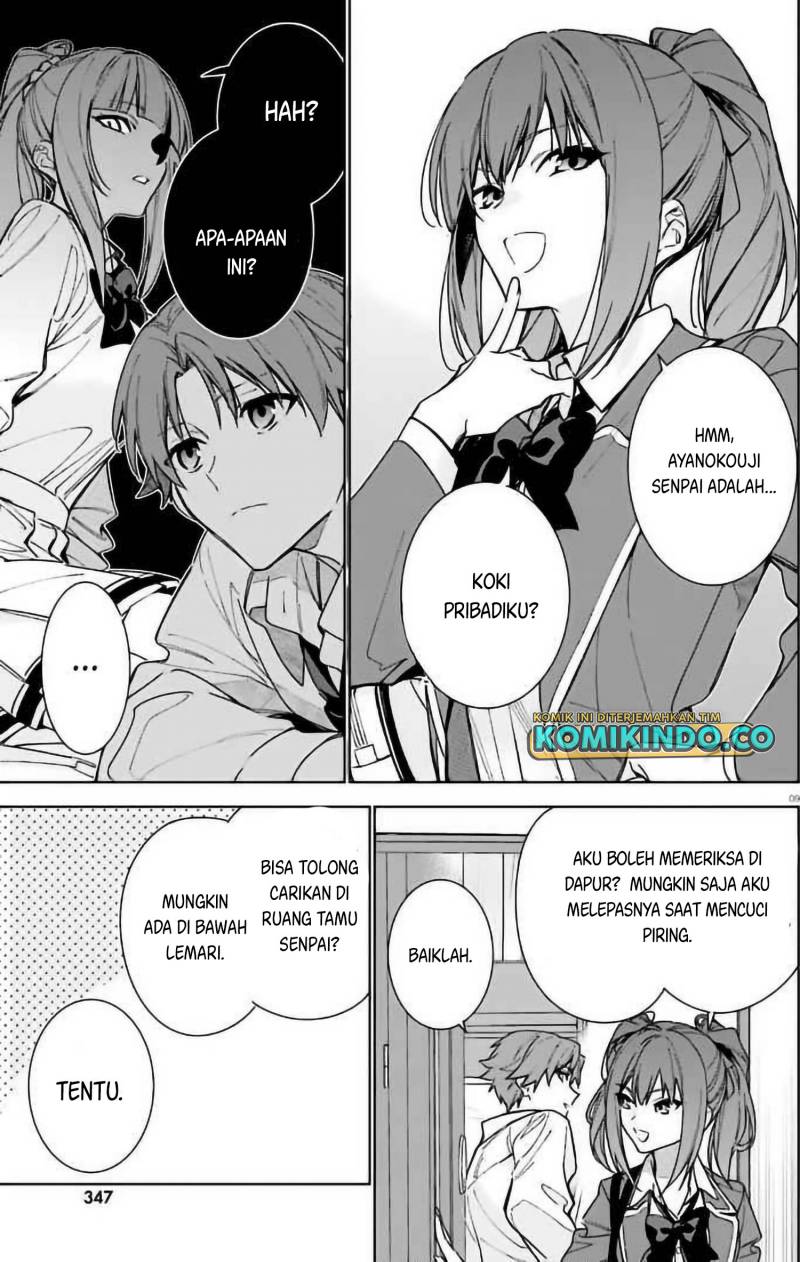 HMM,
AYANOKOUJI
SENPAI ADALAH...
KOKI
PRIBADIKU?
HAH?
APA-APAAN
INI?
...
KOMIK INI DITERJEMAHKAN TIM
KOMIKINDO.CO
AKU BOLEH MEMERIKSA DI
DAPUR? MUNGKIN SAJA AKU
MELEPASNYA SAAT MENCUCI
PIRING.
BAIKLAH.
BISA TOLONG
CARIKAN DI
RUANG TAMU
SENPAI?
MUNGKIN
ADA DI BAWAH
LEMARI.
TENTU.
347